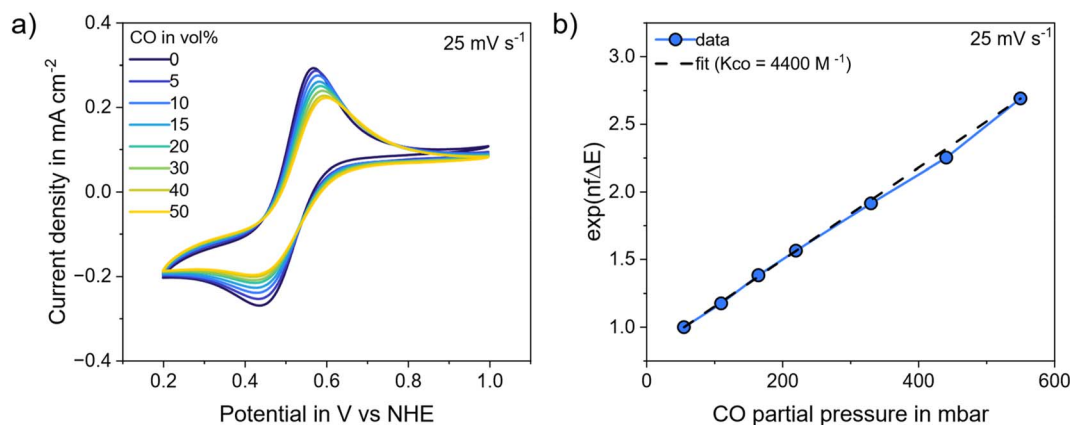 a)
CO in vol%
0
5
10
15
20
30
40
50
25 mV s⁻¹
0.4
0.2
0.0
−0.2
−0.4
Current density in mA cm⁻²
0.2
0.4
0.6
0.8
1.0
Potential in V vs NHE
b)
data
fit (Kco = 4400 M ⁻¹)
25 mV s⁻¹
3.0
2.5
2.0
1.5
1.0
exp(nfΔE)
0
200
400
600
CO partial pressure in mbar